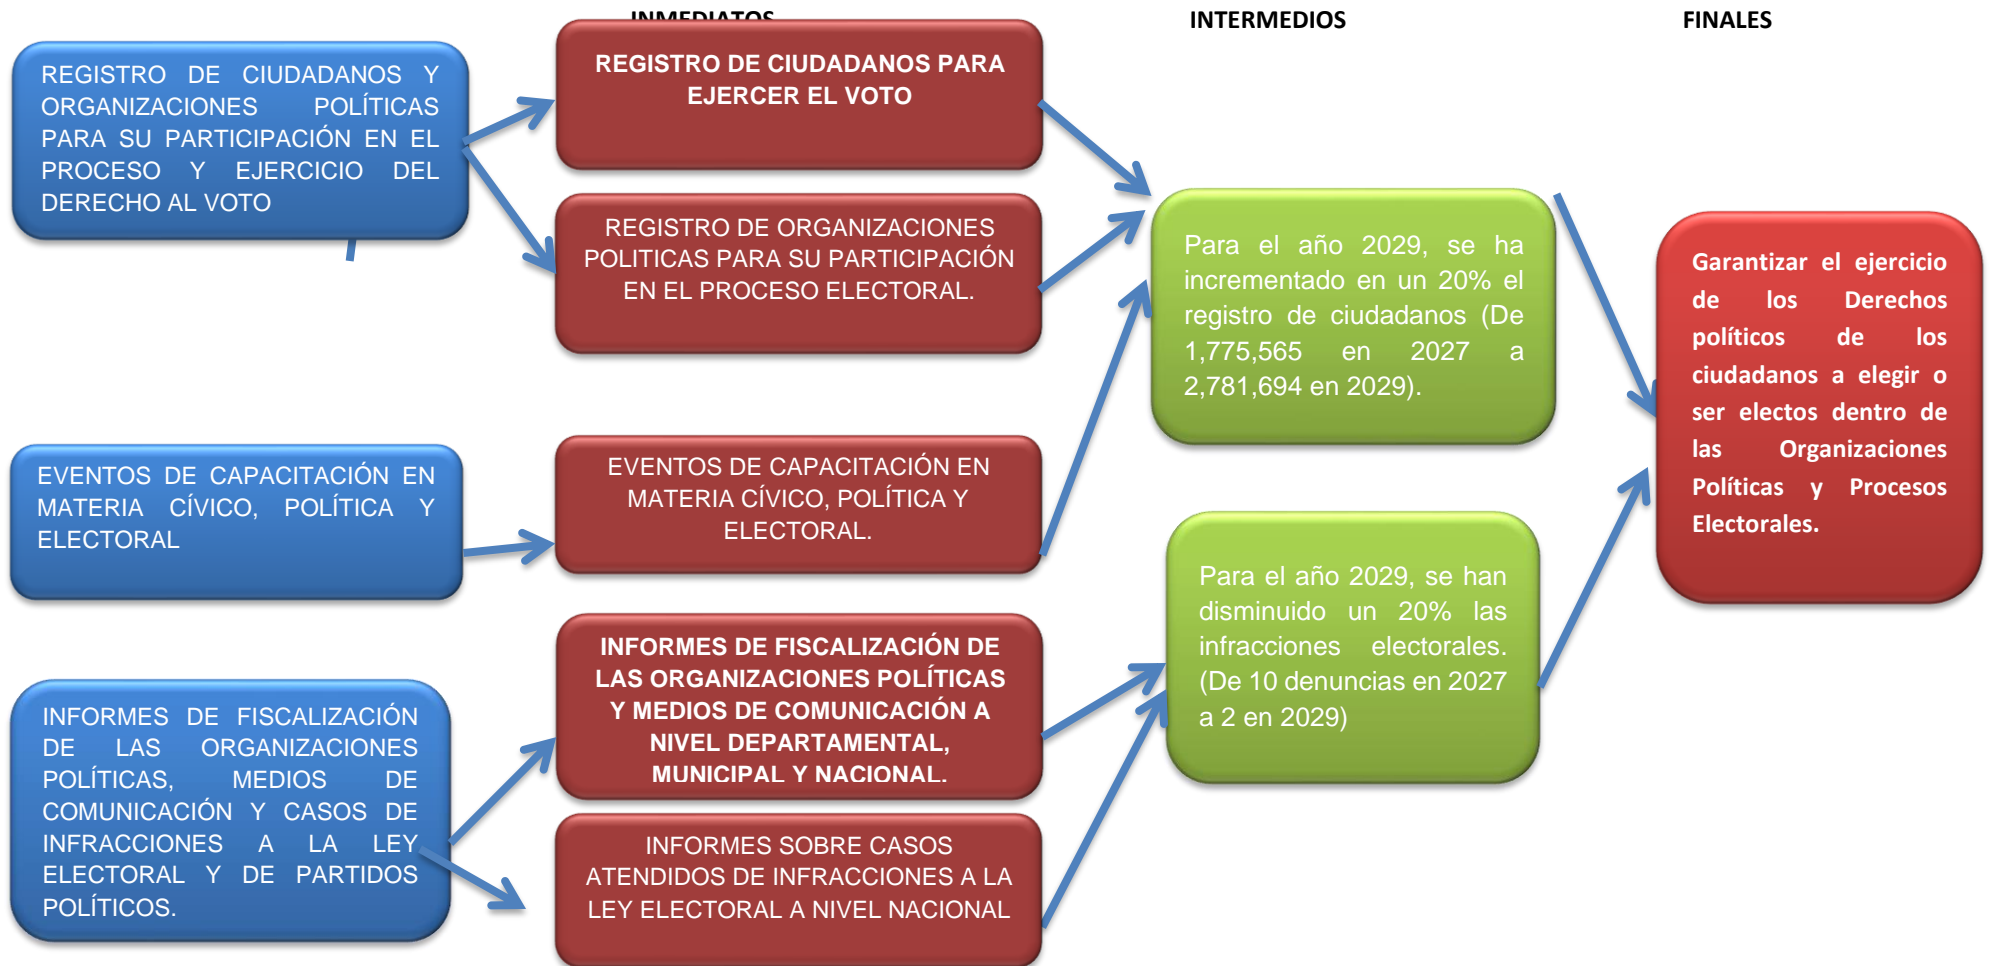 INMEDIATOS
INTERMEDIOS
FINALES
REGISTRO DE CIUDADANOS Y
ORGANIZACIONES POLÍTICAS
PARA SU PARTICIPACIÓN EN EL
PROCESO Y EJERCICIO DEL
DERECHO AL VOTO
EVENTOS DE CAPACITACIÓN EN
MATERIA CÍVICO, POLÍTICA Y
ELECTORAL
INFORMES DE FISCALIZACIÓN
DE LAS ORGANIZACIONES
POLÍTICAS, MEDIOS DE
COMUNICACIÓN Y CASOS DE
INFRACCIONES A LA LEY
ELECTORAL Y DE PARTIDOS
POLÍTICOS.
REGISTRO DE CIUDADANOS PARA
EJERCER EL VOTO
REGISTRO DE ORGANIZACIONES
POLITICAS PARA SU PARTICIPACIÓN
EN EL PROCESO ELECTORAL.
EVENTOS DE CAPACITACIÓN EN
MATERIA CÍVICO, POLÍTICA Y
ELECTORAL.
INFORMES DE FISCALIZACIÓN DE
LAS ORGANIZACIONES POLÍTICAS
Y MEDIOS DE COMUNICACIÓN A
NIVEL DEPARTAMENTAL,
MUNICIPAL Y NACIONAL.
INFORMES SOBRE CASOS
ATENDIDOS DE INFRACCIONES A LA
LEY ELECTORAL A NIVEL NACIONAL
Para el año 2029, se ha
incrementado en un 20% el
registro de ciudadanos (De
1,775,565 en 2027 a
2,781,694 en 2029).
Para el año 2029, se han
disminuido un 20% las
infracciones electorales.
(De 10 denuncias en 2027
a 2 en 2029)
Garantizar el ejercicio
de los Derechos
políticos de los
ciudadanos a elegir o
ser electos dentro de
las Organizaciones
Políticas y Procesos
Electorales.